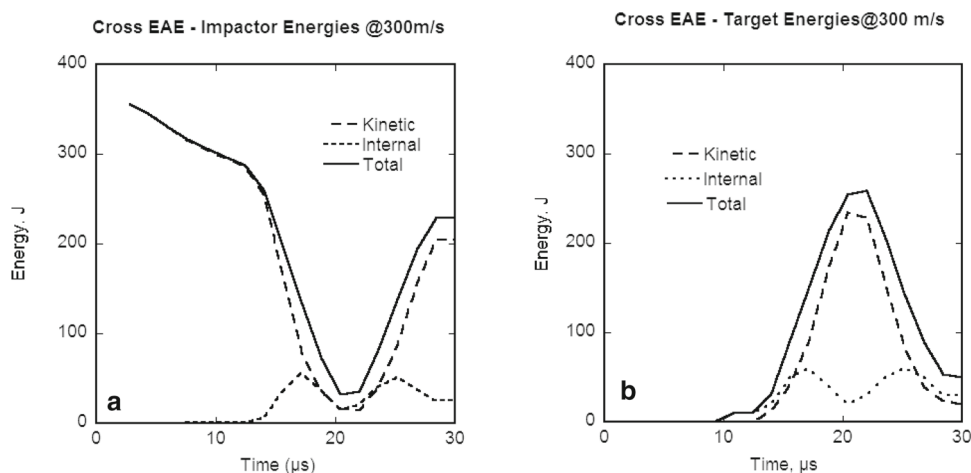 Cross EAE - Impactor Energies @300m/s
400
300
200
100
0
0
10
20
30
Energy. J
Time (µs)
Kinetic
Internal
Total
a
Cross EAE - Target Energies@300 m/s
400
300
200
100
0
0
10
20
30
Energy. J
Time, µs
Kinetic
Internal
Total
b